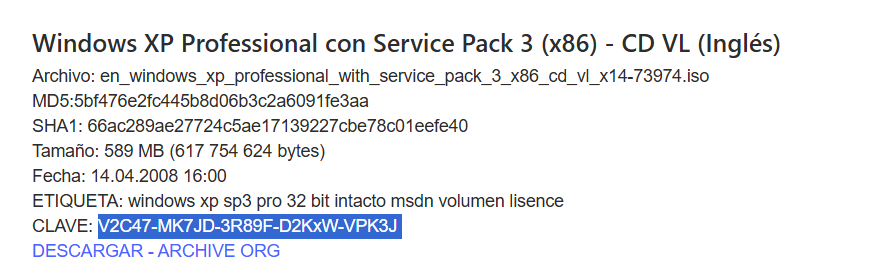 Windows XP Professional con Service Pack 3 (x86) - CD VL (Inglés)
Archivo: en_windows_xp_professional_with_service_pack_3_x86_cd_vl_x14-73974.iso
MD5:5bf476e2fc445b8d06b3c2a6091fe3aa
SHA1: 66ac289ae27724c5ae17139227cbe78c01eefe40
Tamaño: 589 MB (617 754 624 bytes)
Fecha: 14.04.2008 16:00
ETIQUETA: windows xp sp3 pro 32 bit intacto msdn volumen lisence
CLAVE: V2C47-MK7JD-3R89F-D2KxW-VPK3J
DESCARGAR - ARCHIVE ORG